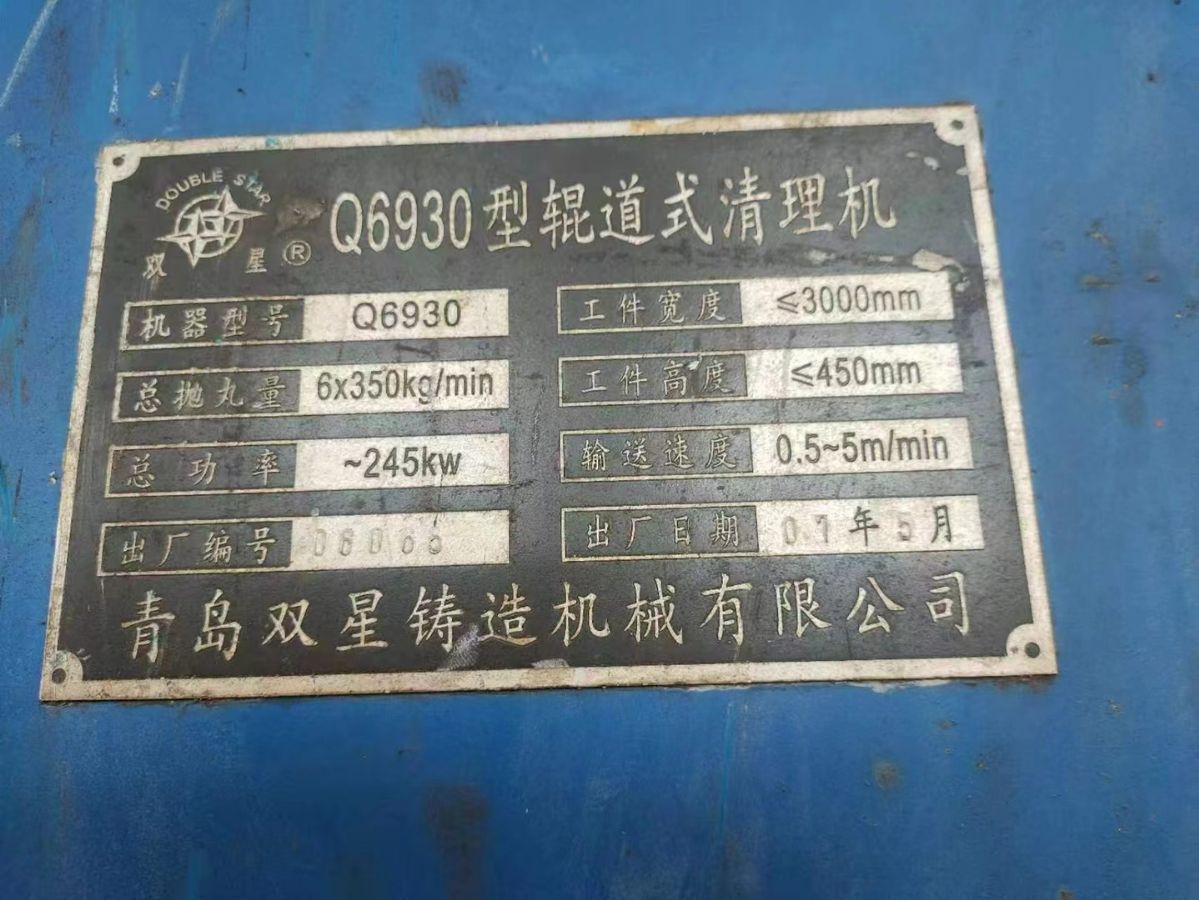 DOUBLE STAR
双 星 ®
Q6930型辊道式清理机
机器型号 Q6930
工件宽度 ≤3000mm
总抛丸量 6x350kg/min
工件高度 ≤450mm
总功率 ~245kw
输送速度 0.5~5m/min
出厂编号
出厂日期 07年5月
青岛双星铸造机械有限公司